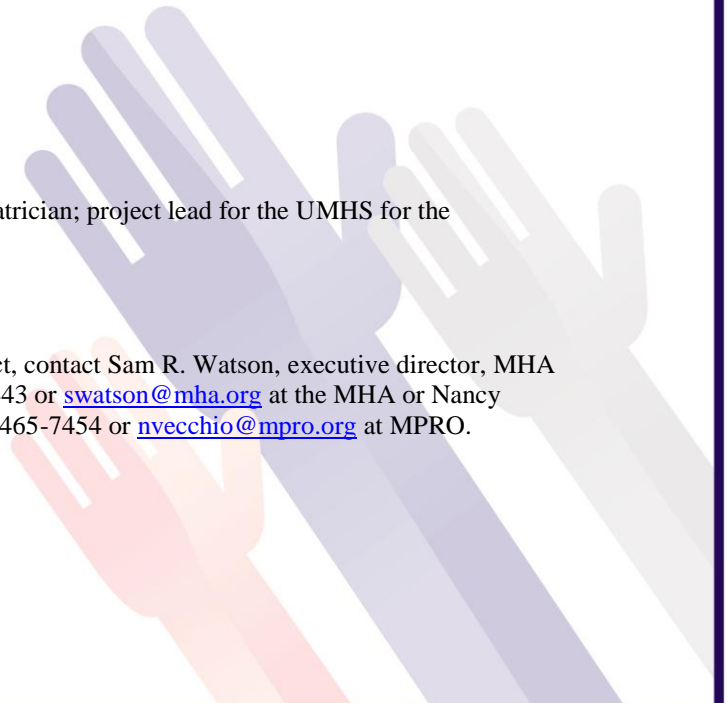 atrician; project lead for the UMHS for the
ct, contact Sam R. Watson, executive director, MHA
43 or swatson@mha.org at the MHA or Nancy
465-7454 or nvecchio@mpro.org at MPRO.